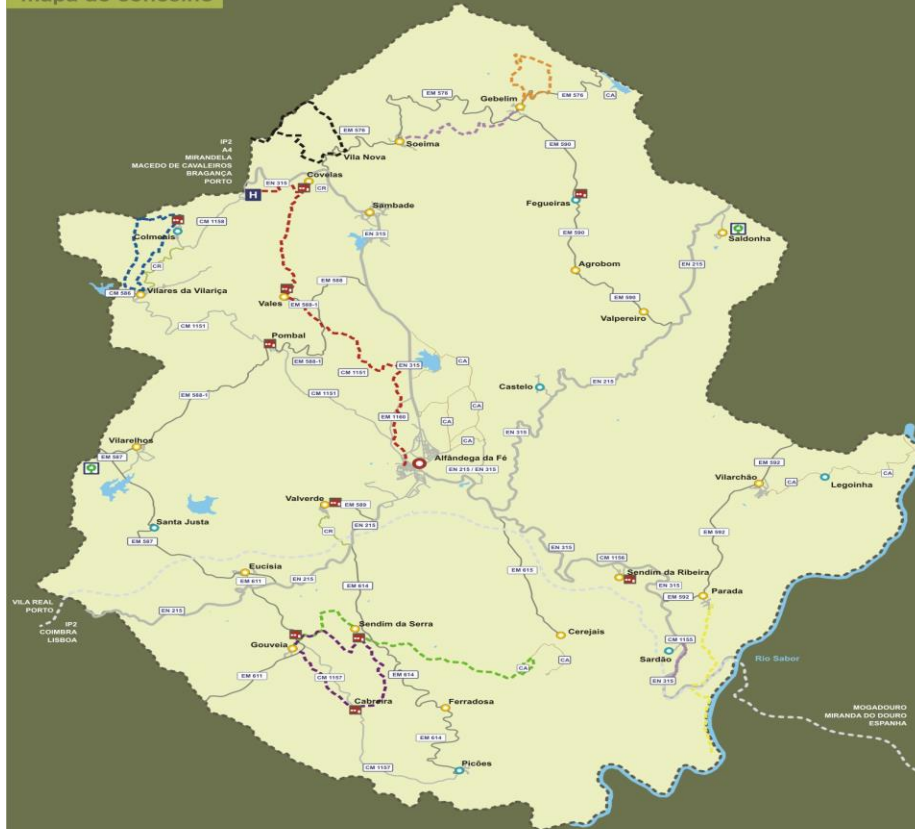 mapa do concelho
EM 576
Gebelim
EM 576
CA
EM 576
Soeima
Vila Nova
EM 590
IP2
A4
MIRANDELA
MACEDO DE CAVALEIROS
BRAGANÇA
PORTO
Covelas
EN 315
CR
H
Sambade
Fegueiras
CM 1158
Colmeais
EN 315
Saldonha
EM 590
CR
EN 215
Agrobom
EM 588
CM 586
Vilares da Vilariça
Vales
EM 588-1
EM 590
Valpereiro
CM 1151
Pombal
EM 588-1
EN 315
CA
CM 1151
EN 215
Castelo
CM 1151
EM 588-1
CA
EM 1160
CA
EN 315
CA
Vilarelhos
EM 587
Alfândega da Fé
EN 215 / EN 315
EM 592
CA
Vilarchão
Legoinha
CA
Valverde
EM 589
Santa Justa
EN 215
EM 592
CR
EM 587
EN 315
CM 1156
Eucísia
EM 611
EN 215
EM 614
EM 615
Sendim da Ribeira
EN 315
EM 592
Parada
VILA REAL
PORTO
EN 215
IP2
COIMBRA
LISBOA
Sendim da Serra
Cerejais
CM 1155
Gouveia
Sardão
Rio Sabor
CA
CA
EM 611
CM 1157
EM 614
EN 315
Cabreira
Ferradosa
MOGADOURO
MIRANDA DO DOURO
ESPANHA
EM 614
Picões
CM 1157